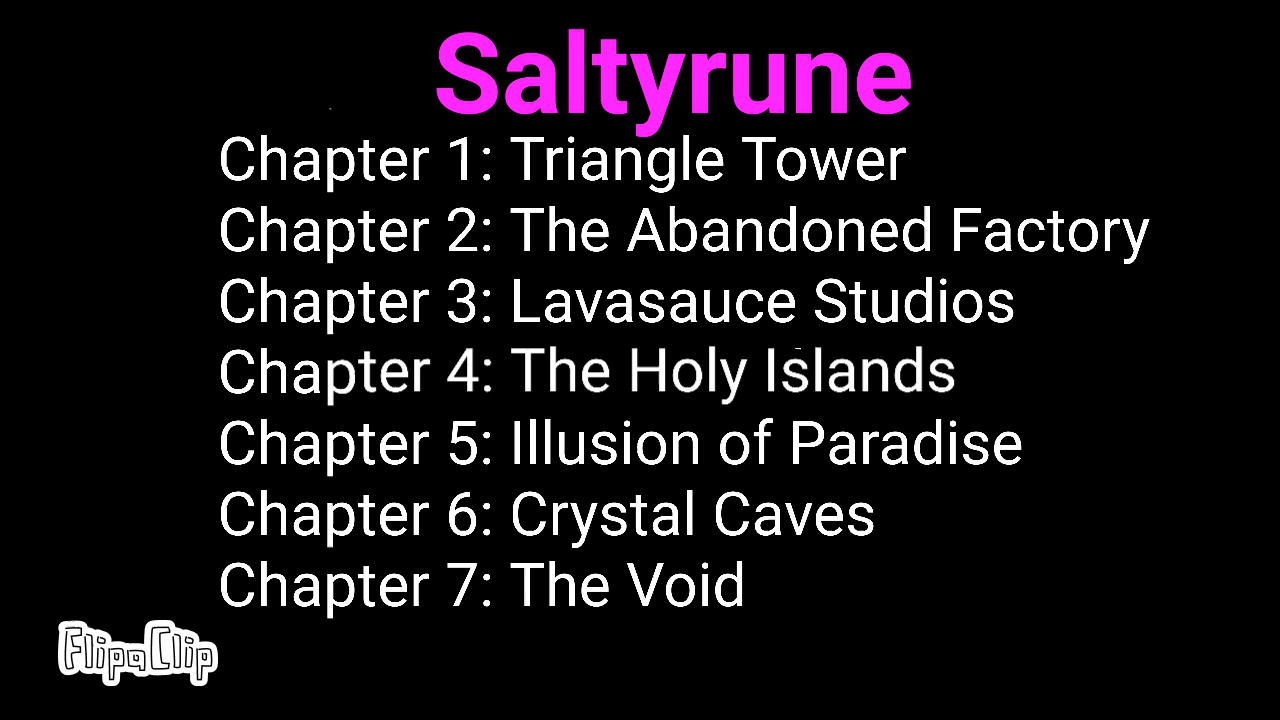 Saltyrune
Chapter 1: Triangle Tower
Chapter 2: The Abandoned Factory
Chapter 3: Lavasauce Studios
Chapter 4: The Holy Islands
Chapter 5: Illusion of Paradise
Chapter 6: Crystal Caves
Chapter 7: The Void
FlipaClip